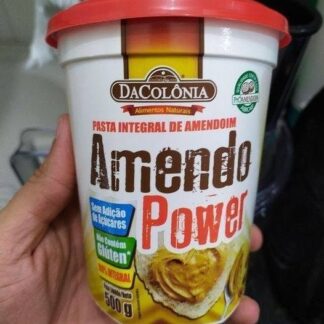 DACOLÔNIA
Alimentos Naturais
PASTA INTEGRAL DE AMENDOIM
Amendo
Power
Sem Adição
de Açúcares
Não Contém
Glúten*
100% INTEGRAL
500 g